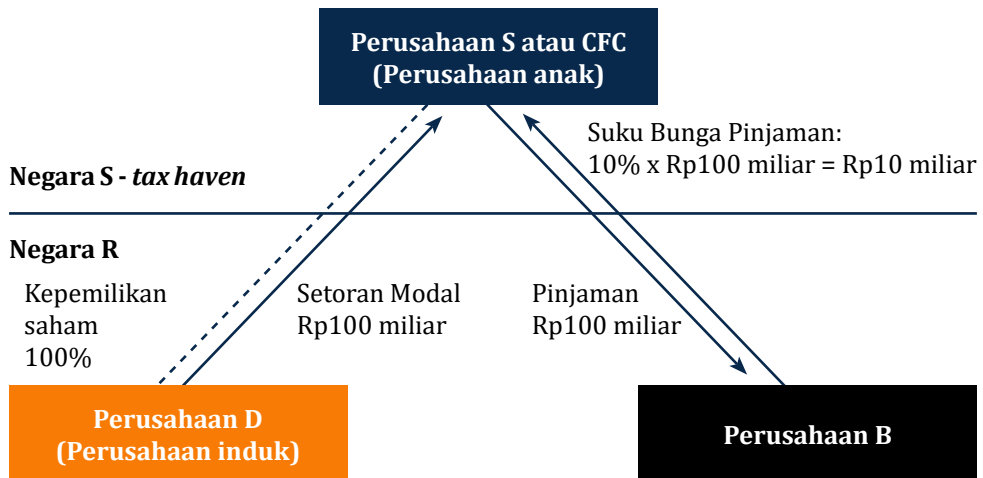 Perusahaan S atau CFC
(Perusahaan anak)
Suku Bunga Pinjaman:
10% x Rp100 miliar = Rp10 miliar
Negara S - tax haven
Negara R
Kepemilikan
saham
100%
Setoran Modal
Rp100 miliar
Pinjaman
Rp100 miliar
Perusahaan D
(Perusahaan induk)
Perusahaan B